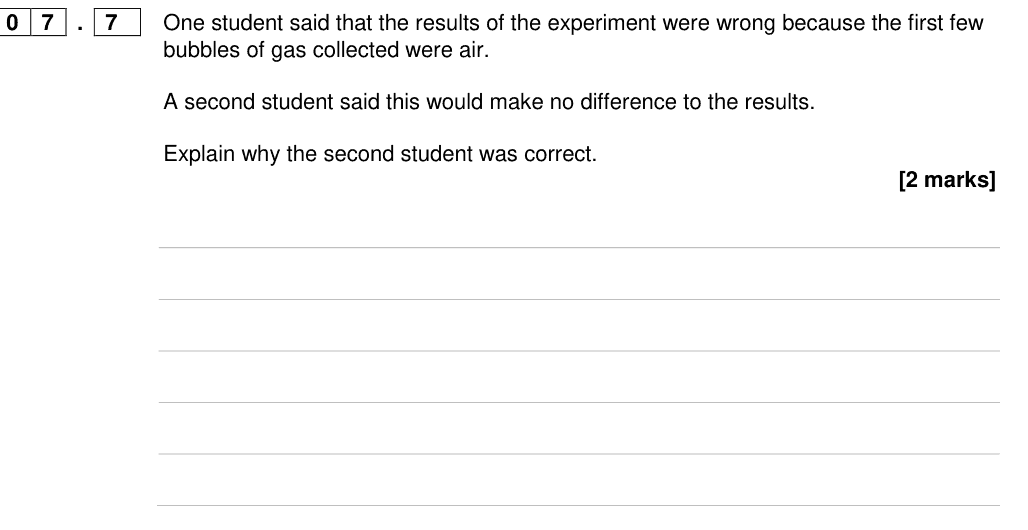 0 7 . 7 One student said that the results of the experiment were wrong because the first few
bubbles of gas collected were air.
A second student said this would make no difference to the results.
Explain why the second student was correct.
[2 marks]